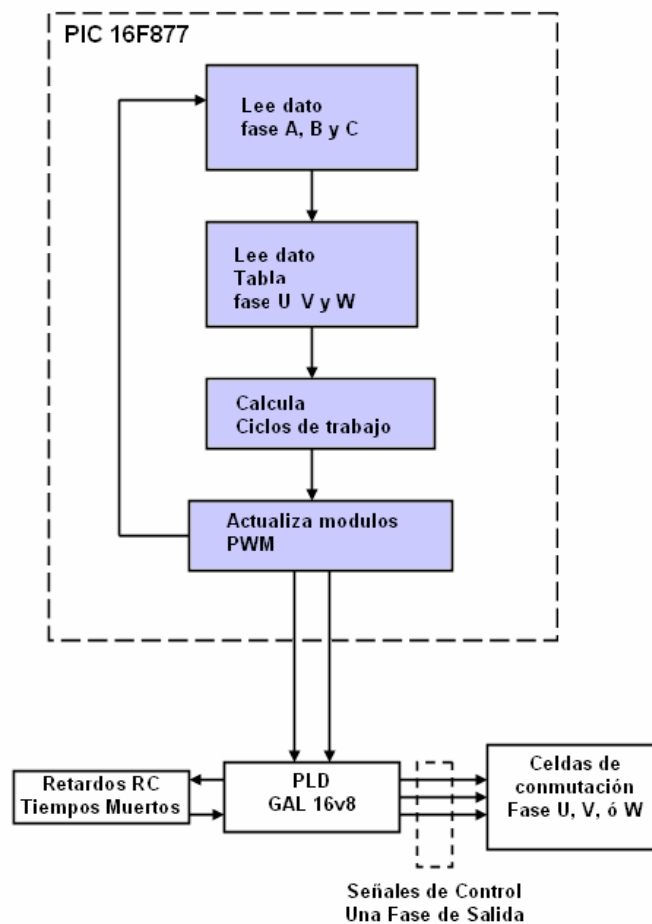 PIC 16F877
Lee dato
fase A, B y C
Lee dato
Tabla
fase U V y W
Calcula
Ciclos de trabajo
Actualiza modulos
PWM
Retardos RC
Tiempos Muertos
PLD
GAL 16v8
Celdas de
conmutación
Fase U, V, ó W
Señales de Control
Una Fase de Salida